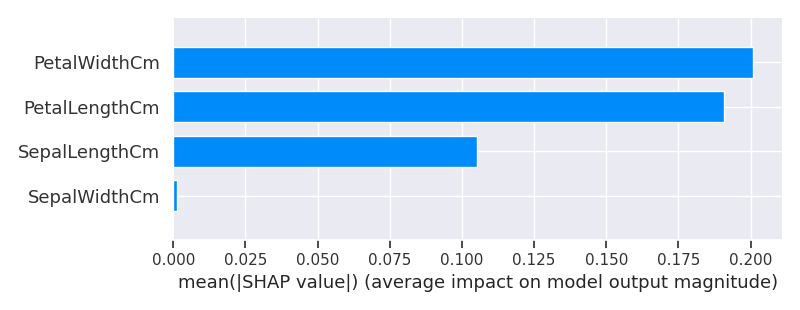 PetalWidthCm
PetalLengthCm
SepalLengthCm
SepalWidthCm
0.000 0.025 0.050 0.075 0.100 0.125 0.150 0.175 0.200
mean(|SHAP value|) (average impact on model output magnitude)